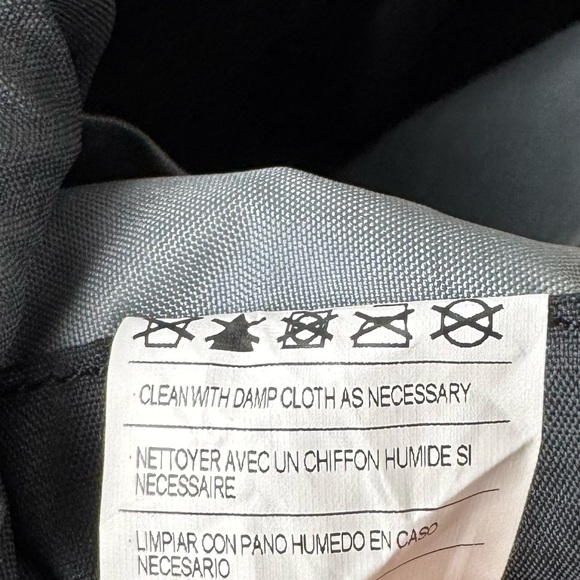 CLEAN WITH DAMP CLOTH AS NECESSARY
NETTOYER AVEC UN CHIFFON HUMIDE SI
NECESSAIRE
LIMPIAR CON PANO HUMEDO EN CASO
NECESARIO